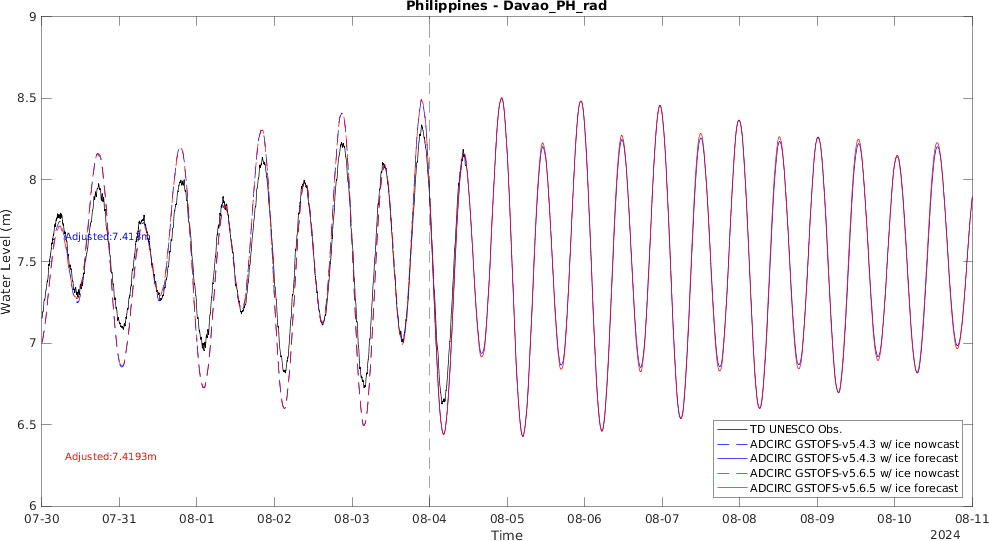 Philippines - Davao_PH_rad
9
8.5
8
7.5
7
6.5
6
Water Level (m)
Adjusted:7.413m
Adjusted:7.4193m
TD UNESCO Obs.
ADCIRC GSTOFS-v5.4.3 w/ ice nowcast
ADCIRC GSTOFS-v5.4.3 w/ ice forecast
ADCIRC GSTOFS-v5.6.5 w/ ice nowcast
ADCIRC GSTOFS-v5.6.5 w/ ice forecast
07-30 07-31 08-01 08-02 08-03 08-04 08-05 08-06 08-07 08-08 08-09 08-10 08-11
Time
2024